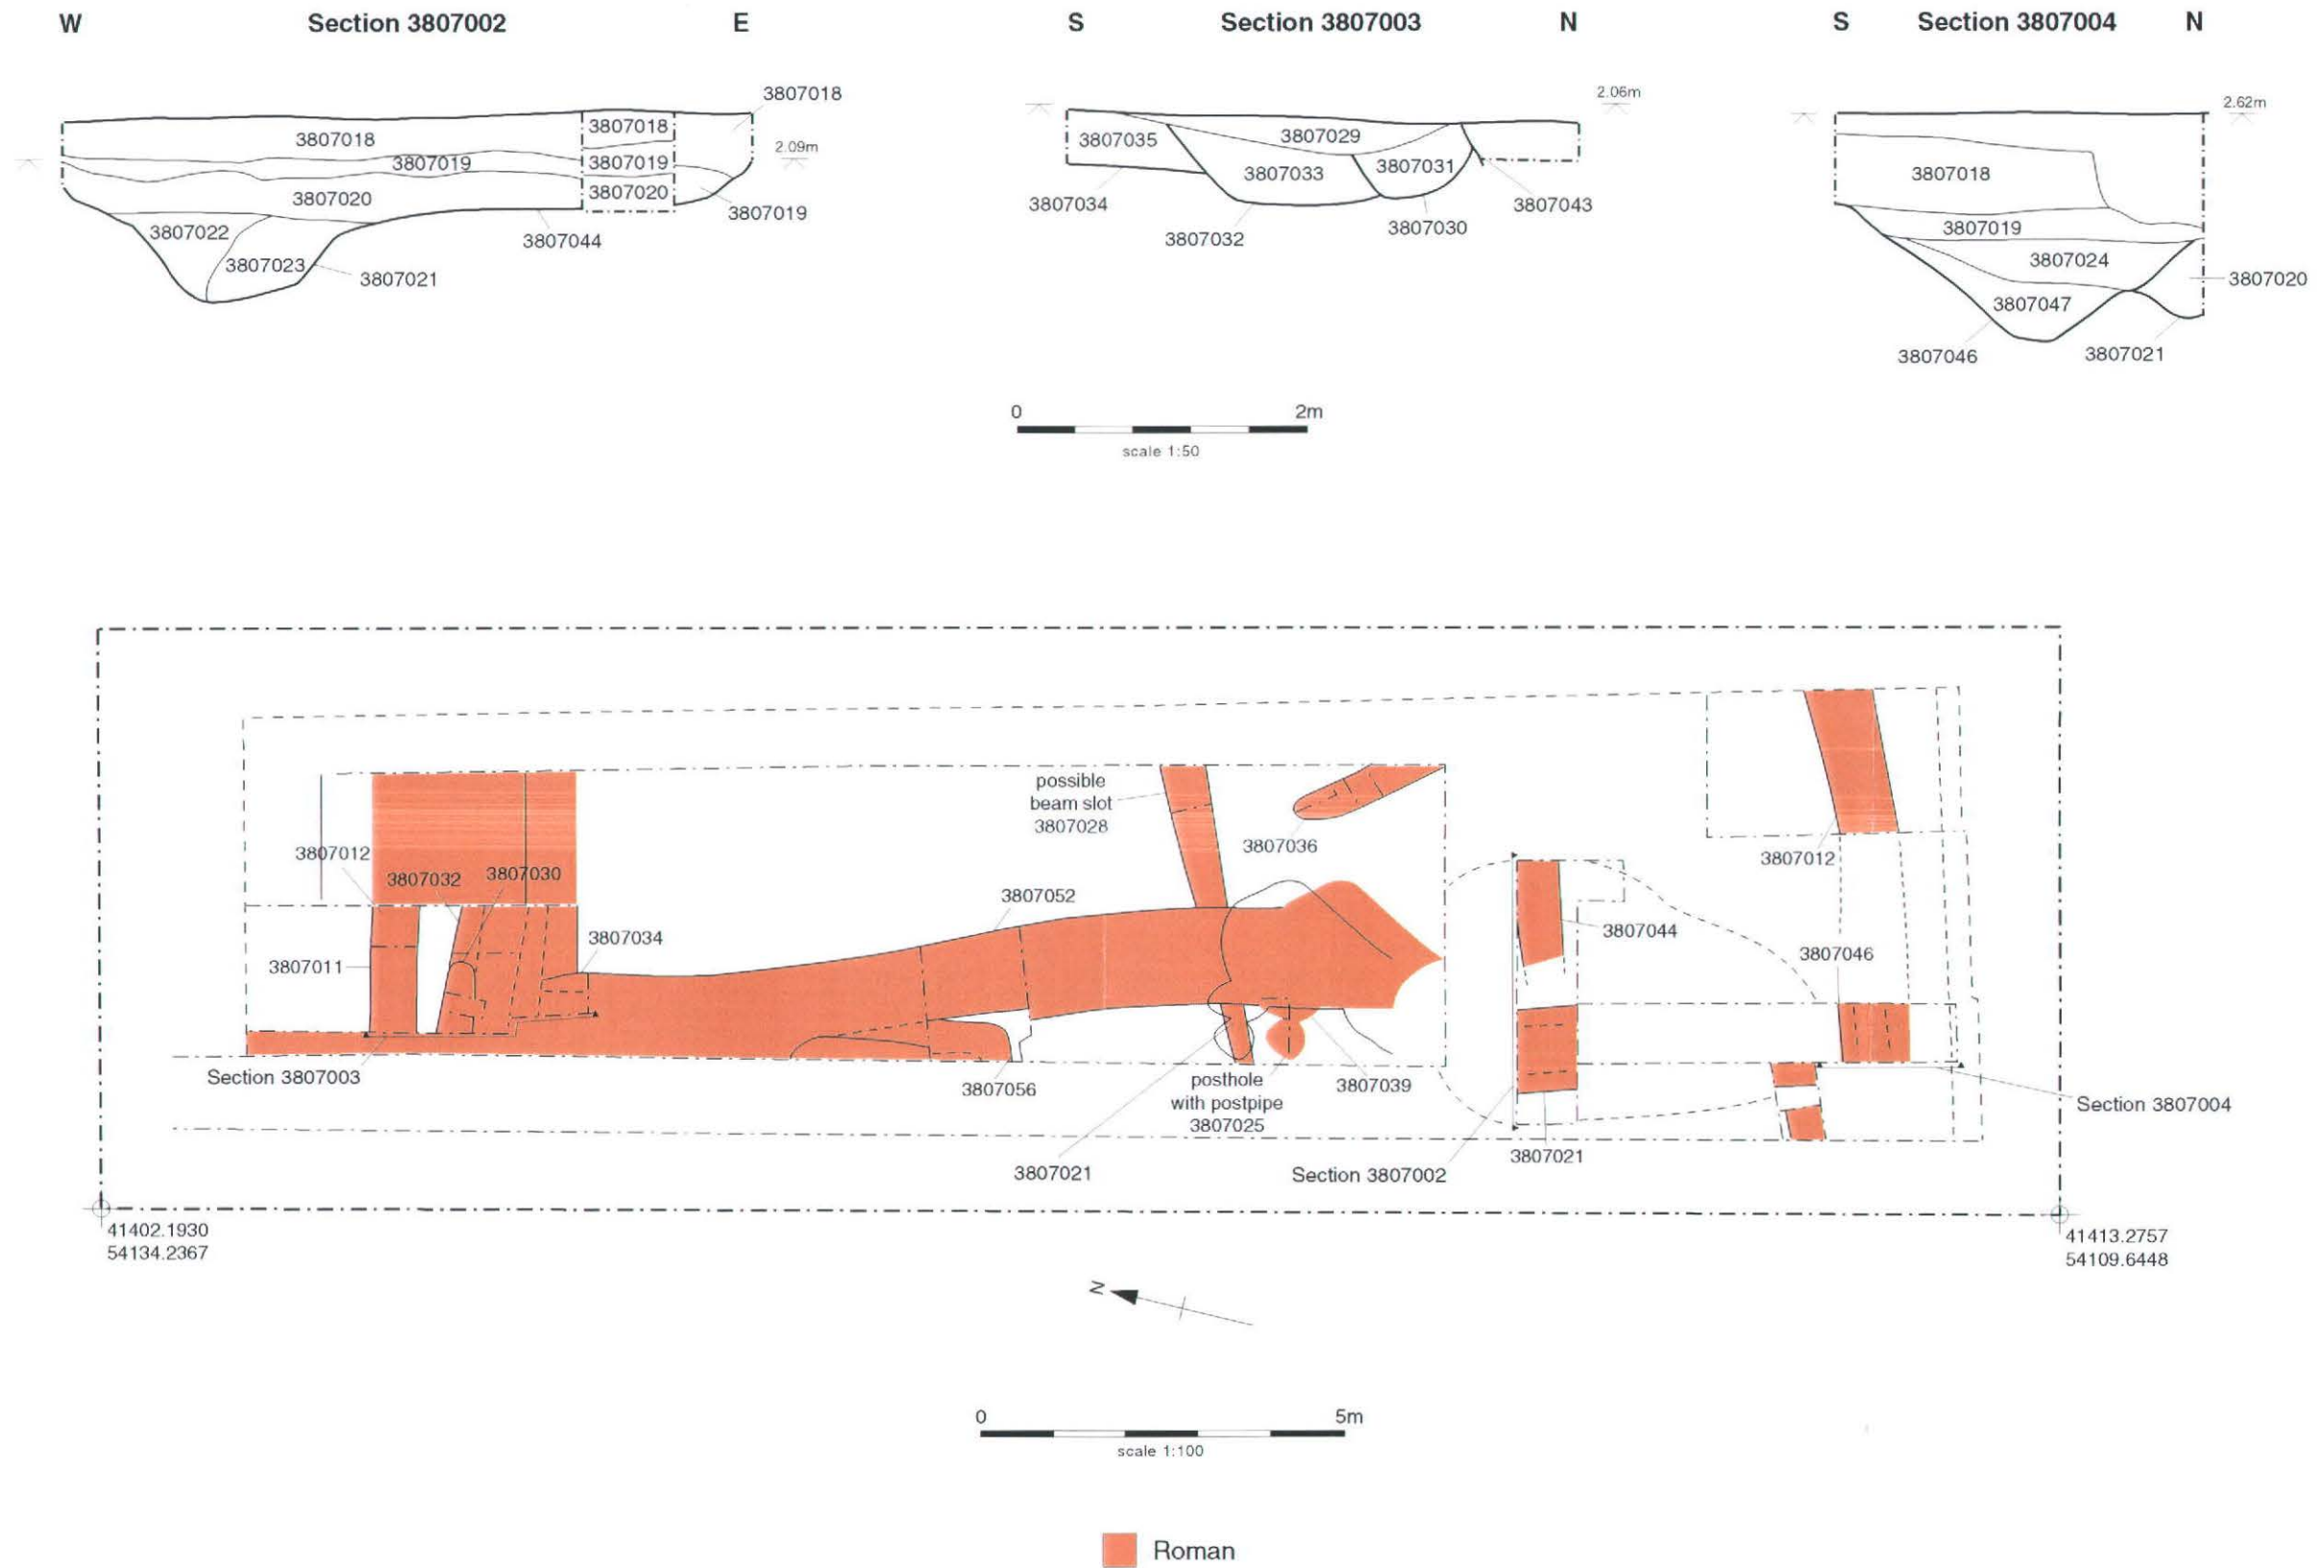 W Section 3807002 E
S Section 3807003 N
S Section 3807004 N
3807018
3807018
3807018
3807019
3807019
2.09m
3807020
3807020
3807019
3807022
3807023
3807021
3807044
2.06m
3807035
3807029
3807033
3807031
3807034
3807032
3807030
3807043
2.62m
3807018
3807019
3807024
3807020
3807047
3807046
3807021
0 2m
scale 1:50
possible
beam slot
3807028
3807036
3807012
3807032
3807030
3807052
3807034
3807011
Section 3807003
3807056
posthole
with postpipe
3807025
3807039
3807021
Section 3807002
3807021
3807044
3807012
3807046
Section 3807004
41402.1930
54134.2367
41413.2757
54109.6448
N
0 5m
scale 1:100
Roman